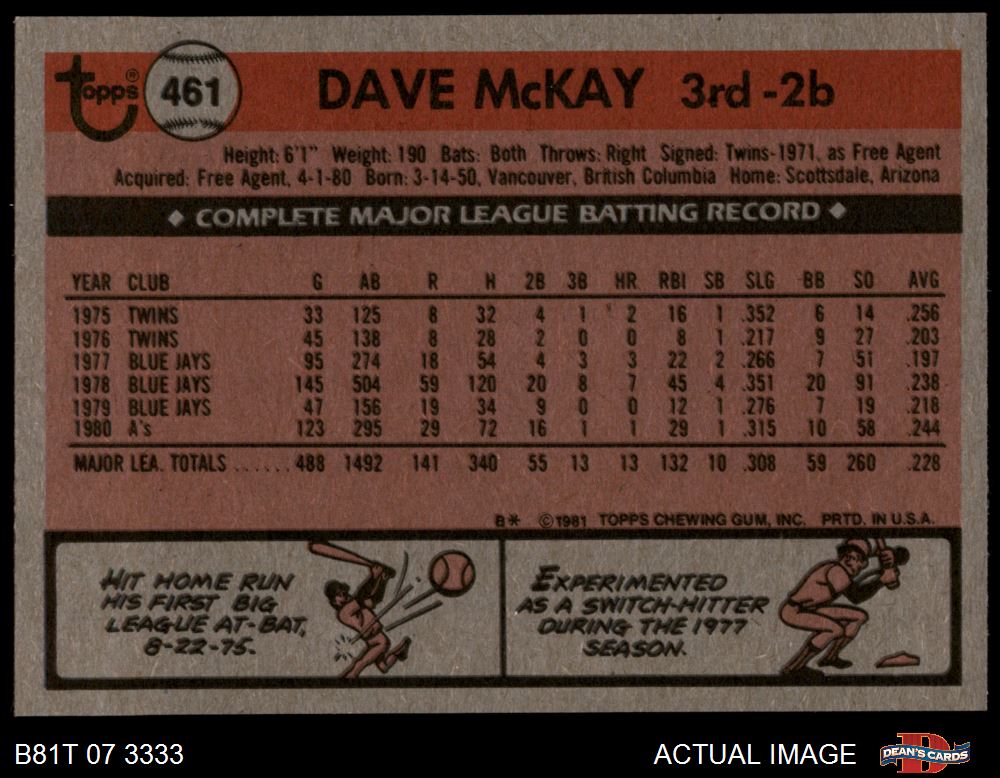 topps® 461 DAVE McKAY 3rd -2b
Height: 6'1" Weight: 190 Bats: Both Throws: Right Signed: Twins-1971, as Free Agent
Acquired: Free Agent, 4-1-80 Born: 3-14-50, Vancouver, British Columbia Home: Scottsdale, Arizona
◆ COMPLETE MAJOR LEAGUE BATTING RECORD ◆
YEAR CLUB G AB R H 2B 3B HR RBI SB SLG BB SO AVG
1975 TWINS 33 125 8 32 4 1 2 16 1 .352 6 14 .256
1976 TWINS 45 138 8 28 2 0 0 8 1 .217 9 27 .203
1977 BLUE JAYS 95 274 18 54 4 3 3 22 2 .266 7 51 .197
1978 BLUE JAYS 145 504 59 120 20 8 7 45 4 .351 20 91 .238
1979 BLUE JAYS 47 156 19 34 9 0 0 12 1 .276 7 19 .218
1980 A's 123 295 29 72 16 1 1 29 1 .315 10 58 .244
MAJOR LEA. TOTALS ...... 488 1492 141 340 55 13 13 132 10 .308 59 260 .228
B* ©1981 TOPPS CHEWING GUM, INC. PRTD. IN U.S.A.
HIT HOME RUN
HIS FIRST BIG
LEAGUE AT-BAT,
8-22-75.
EXPERIMENTED
AS A SWITCH-HITTER
DURING THE 1977
SEASON.
B81T 07 3333
ACTUAL IMAGE
DEAN'S CARDS